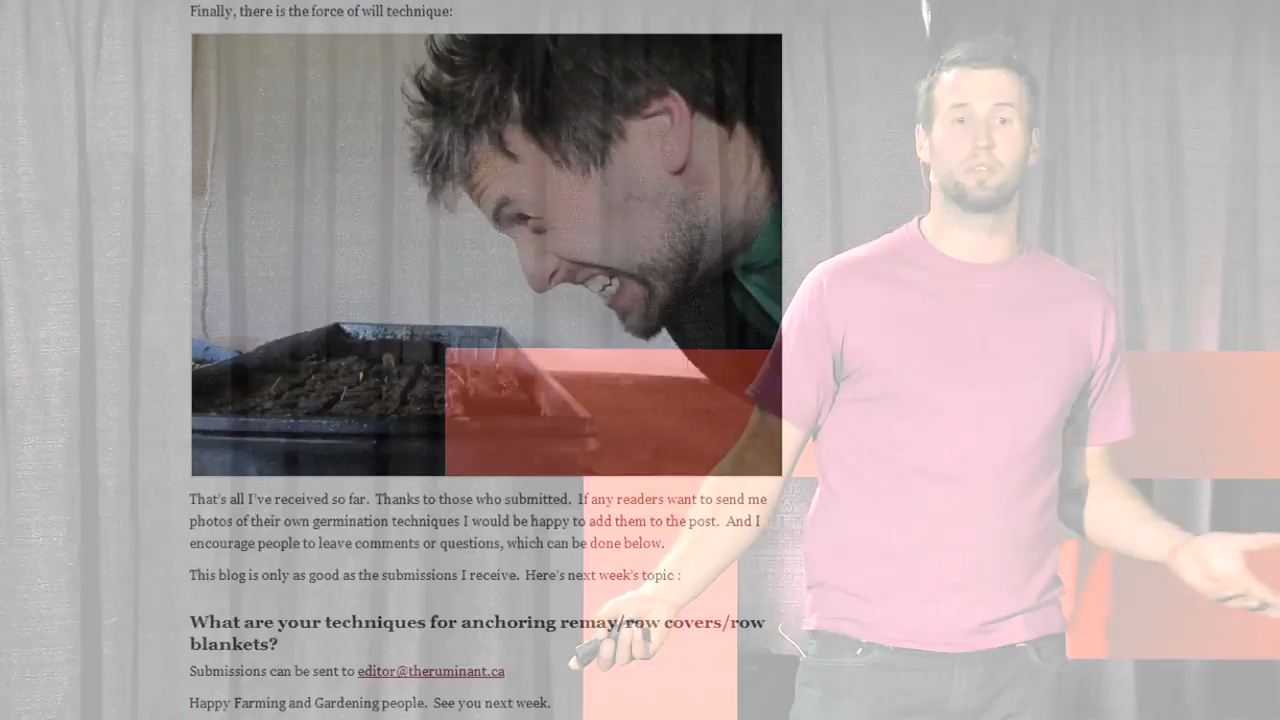 Finally, there is the force of will technique:
That's all I've received so far.  Thanks to those who submitted.  If any readers want to send me
photos of their own germination techniques I would be happy to add them to the post.  And I
encourage people to leave comments or questions, which can be done below.
This blog is only as good as the submissions I receive.  Here's next week's topic :
What are your techniques for anchoring remay/row covers/row
blankets?
Submissions can be sent to editor@theruminant.ca
Happy Farming and Gardening people.  See you next week.